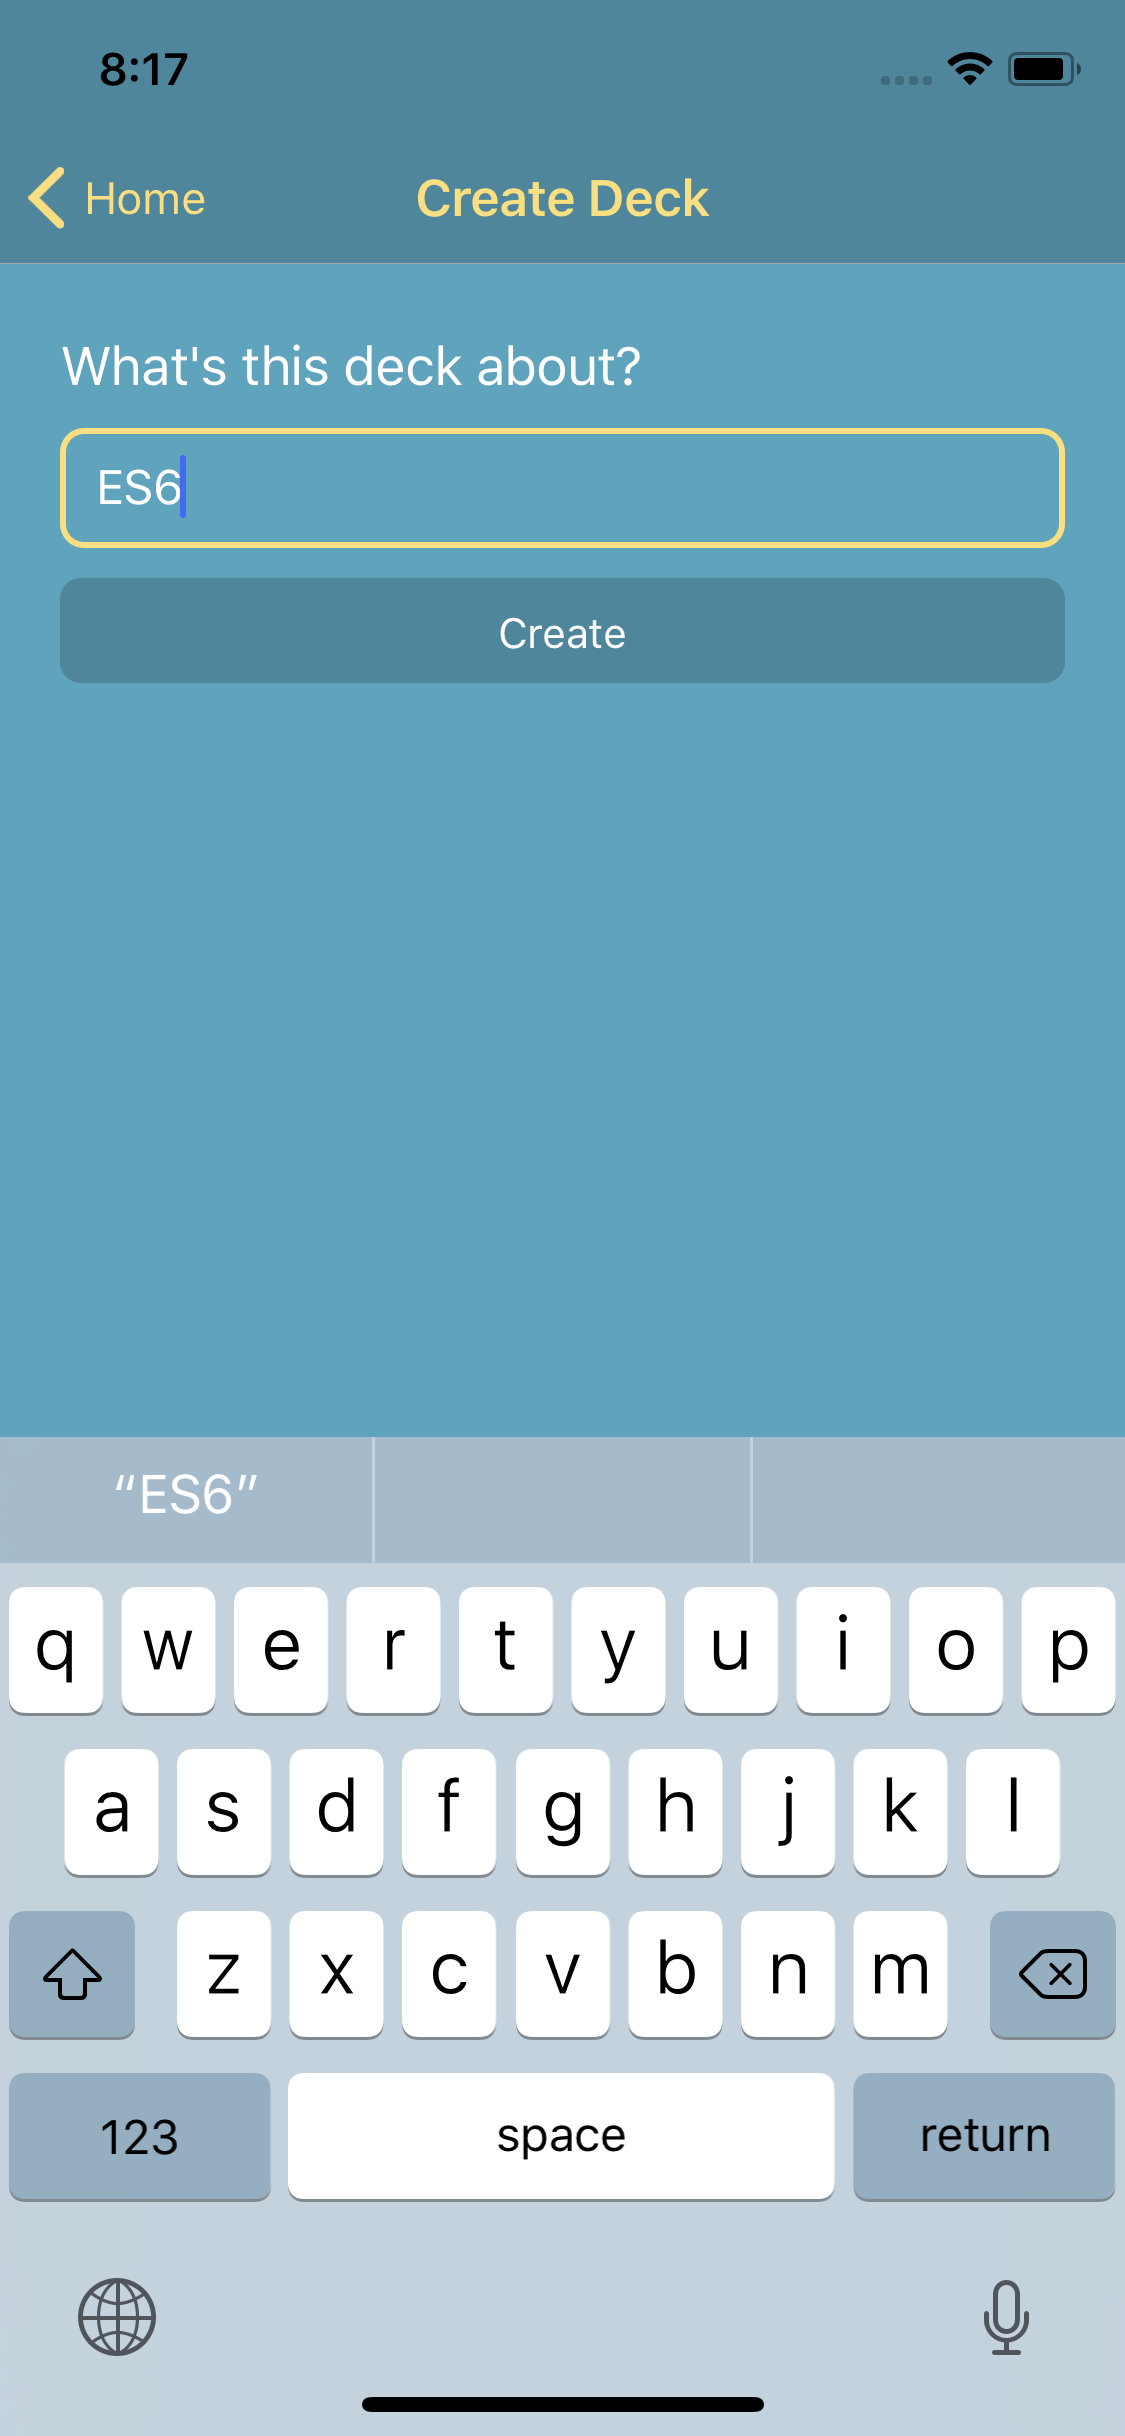 8:17
Home
Create Deck
What's this deck about?
ES6
Create
“ES6”
q w e r t y u i o p
a s d f g h j k l
z x c v b n m
123 space return